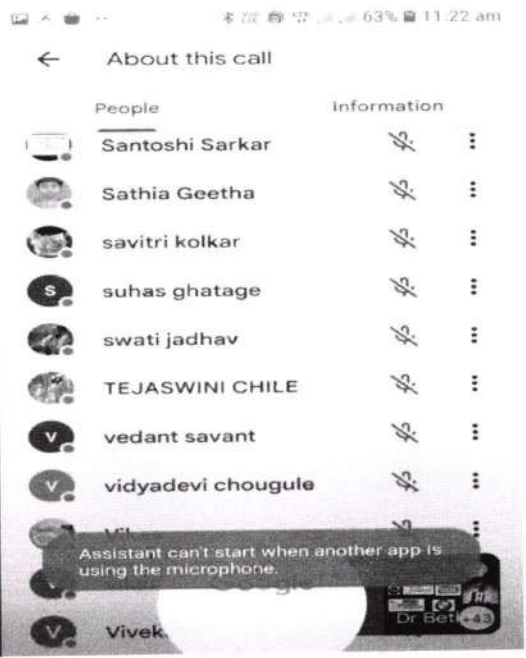 63% 11:22 am
← About this call
People Information
Santoshi Sarkar
Sathia Geetha
savitri kolkar
S suhas ghatage
swati jadhav
TEJASWINI CHILE
V vedant savant
V vidyadevi chougule
Assistant can't start when another app is
using the microphone.
Dr Bet
+43
V Vivek